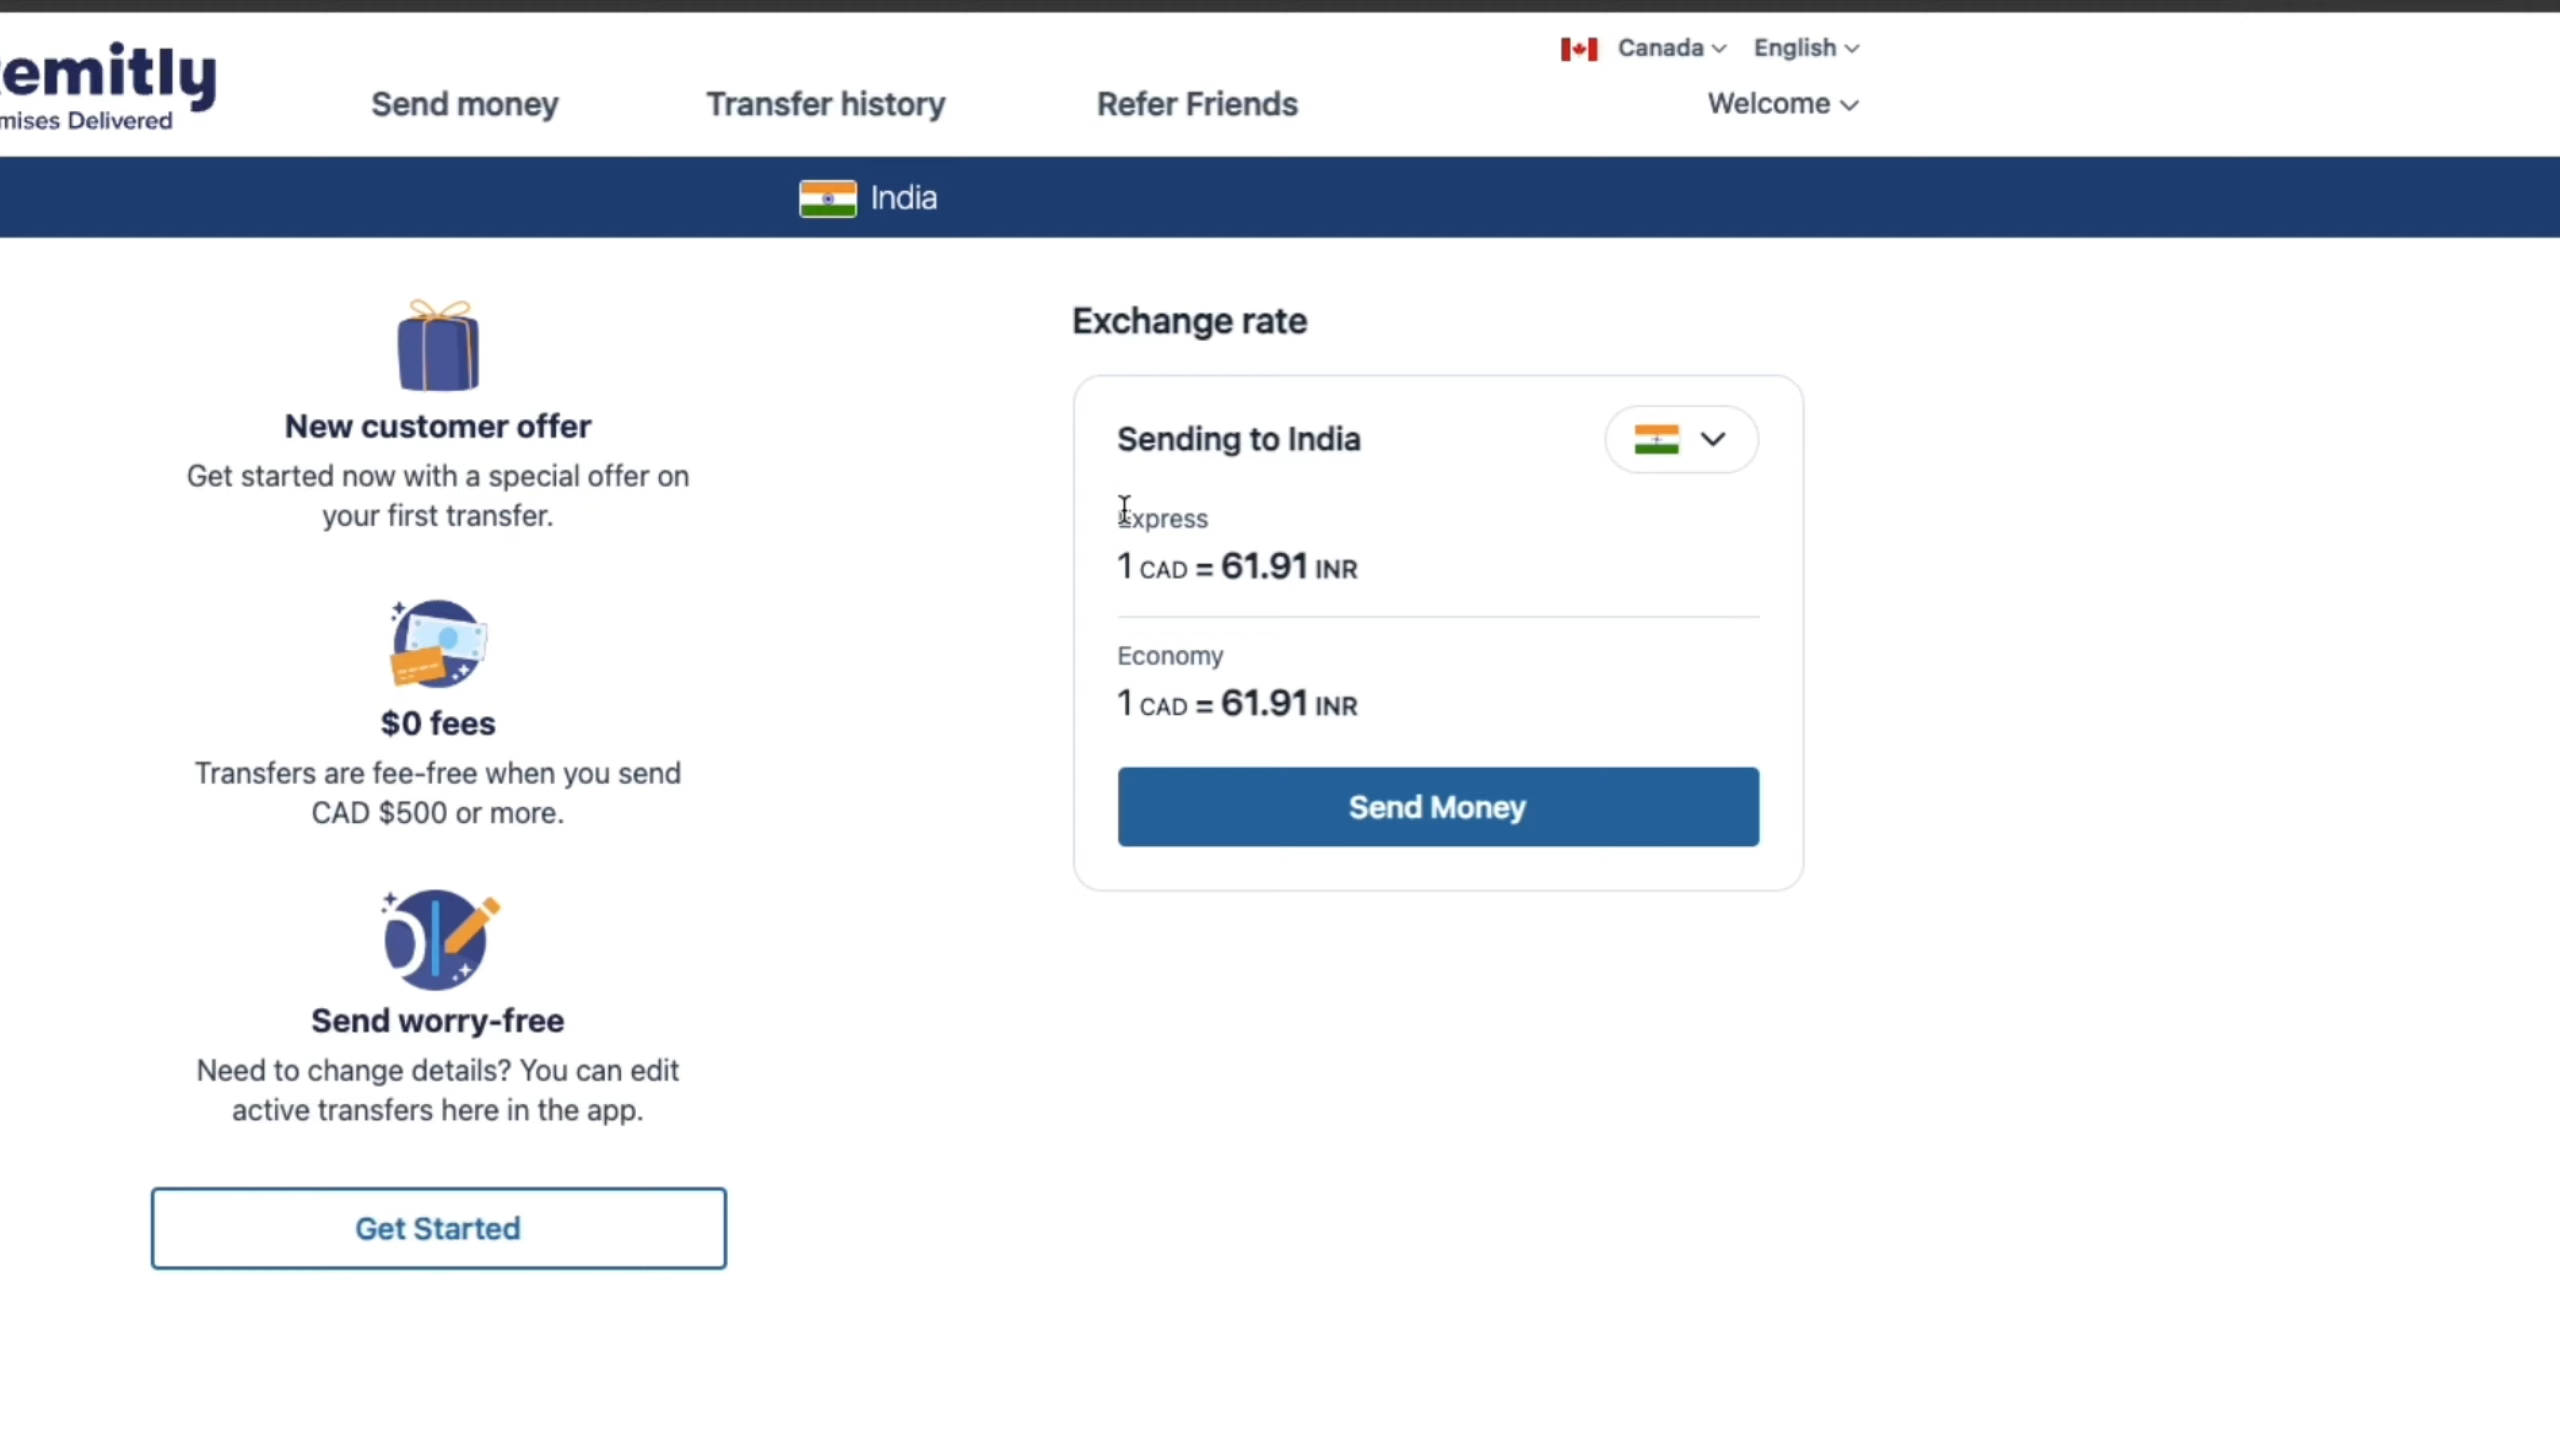 emitly
mises Delivered
Send money
Transfer history
Refer Friends
Canada
English
Welcome
India
New customer offer
Get started now with a special offer on
your first transfer.
$0 fees
Transfers are fee-free when you send
CAD $500 or more.
Send worry-free
Need to change details? You can edit
active transfers here in the app.
Get Started
Exchange rate
Sending to India
Express
1 CAD = 61.91 INR
Economy
1 CAD = 61.91 INR
Send Money